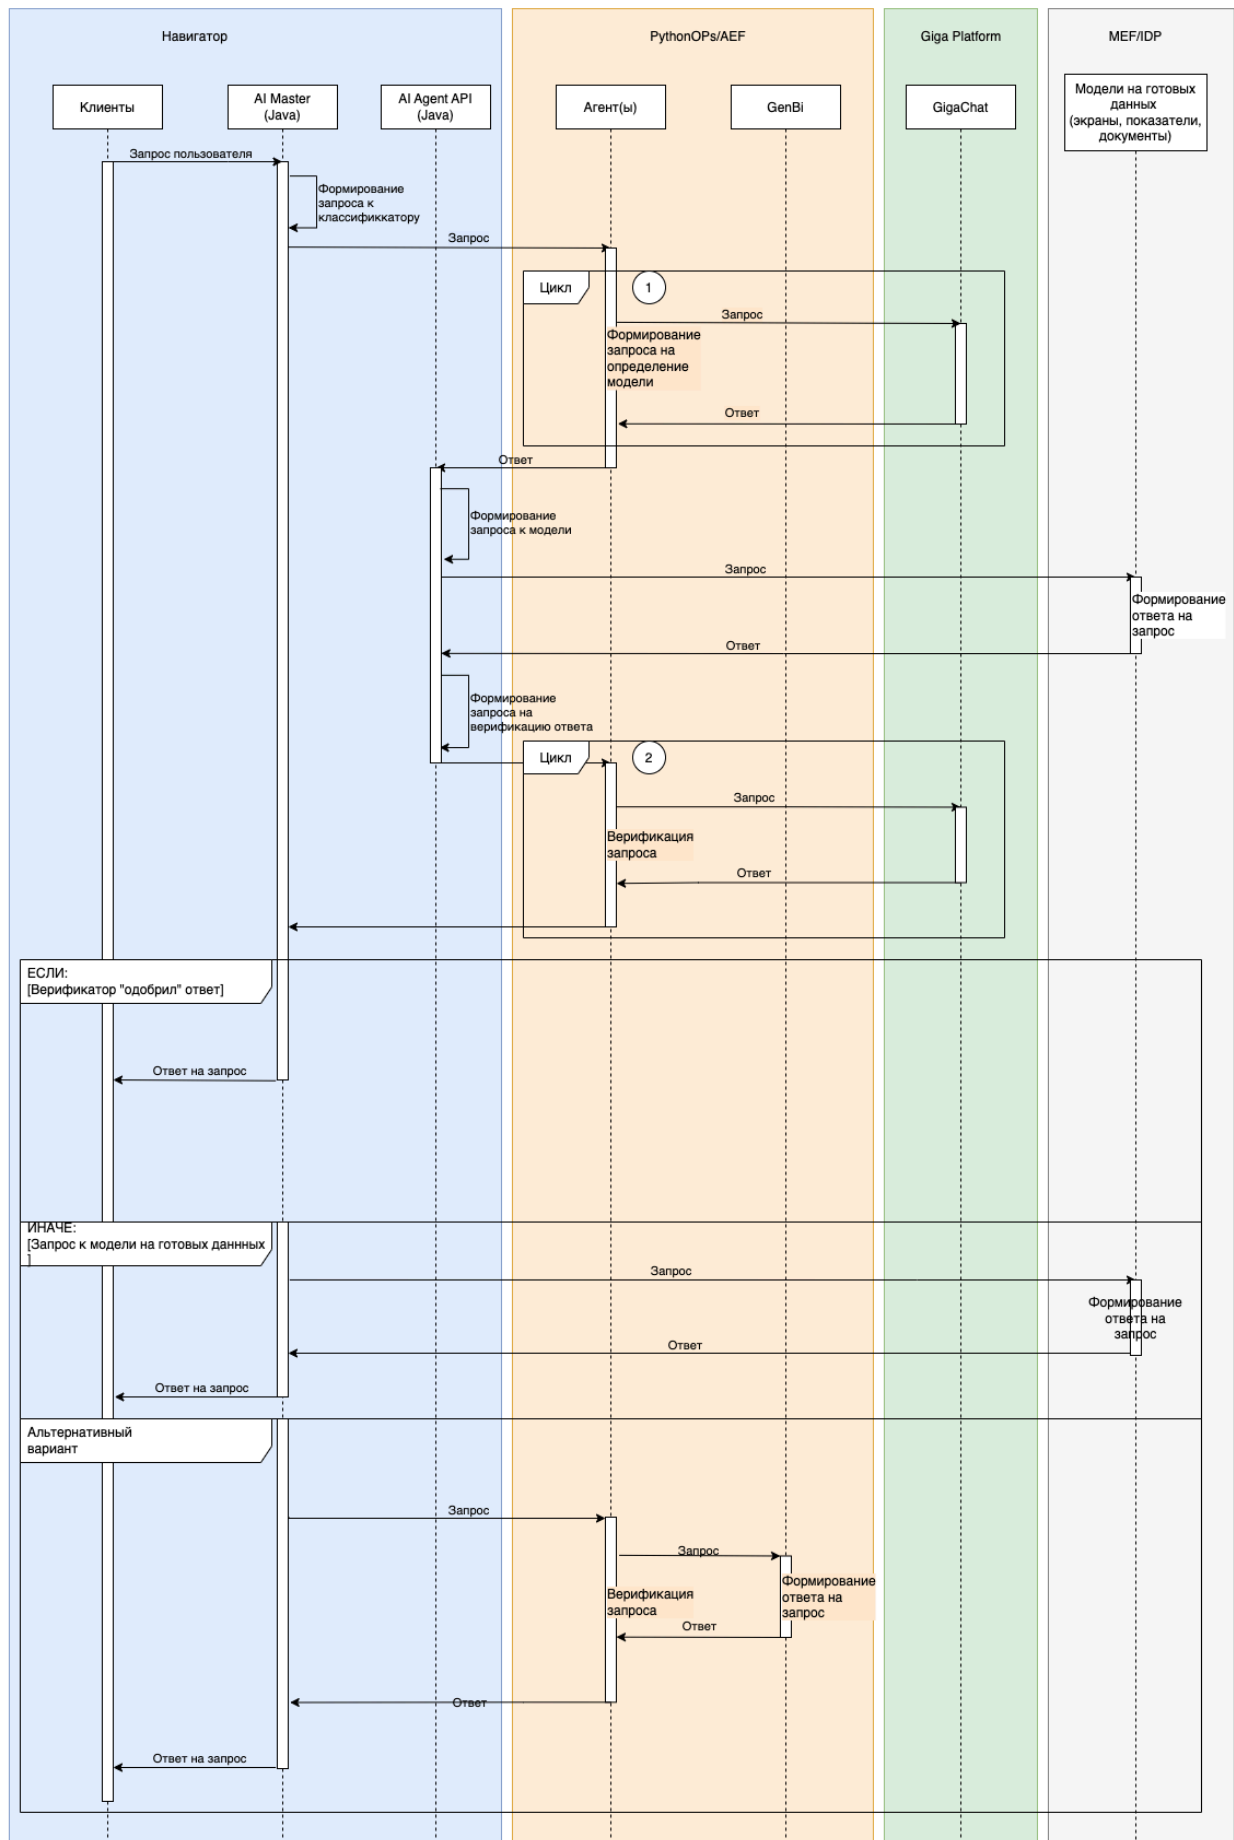 Навигатор
PythonOPs/AEF
Giga Platform
MEF/IDP
Клиенты
AI Master
(Java)
AI Agent API
(Java)
Агент(ы)
GenBi
GigaChat
Модели на готовых
данных
(экраны, показатели,
документы)
Запрос пользователя
Формирование
запроса к
классификкатору
Запрос
Цикл
1
Запрос
Формирование
запроса на
определение
модели
Ответ
Ответ
Формирование
запроса к модели
Запрос
Формирование
ответа на
запрос
Ответ
Формирование
запроса на
верификацию ответа
Цикл
2
Запрос
Верификация
запроса
Ответ
ЕСЛИ:
[Верификатор "одобрил" ответ]
Ответ на запрос
ИНАЧЕ:
[Запрос к модели на готовых даннных
]
Запрос
Формирование
ответа на
запрос
Ответ
Ответ на запрос
Альтернативный
вариант
Запрос
Запрос
Формирование
ответа на
запрос
Верификация
запроса
Ответ
Ответ
Ответ на запрос